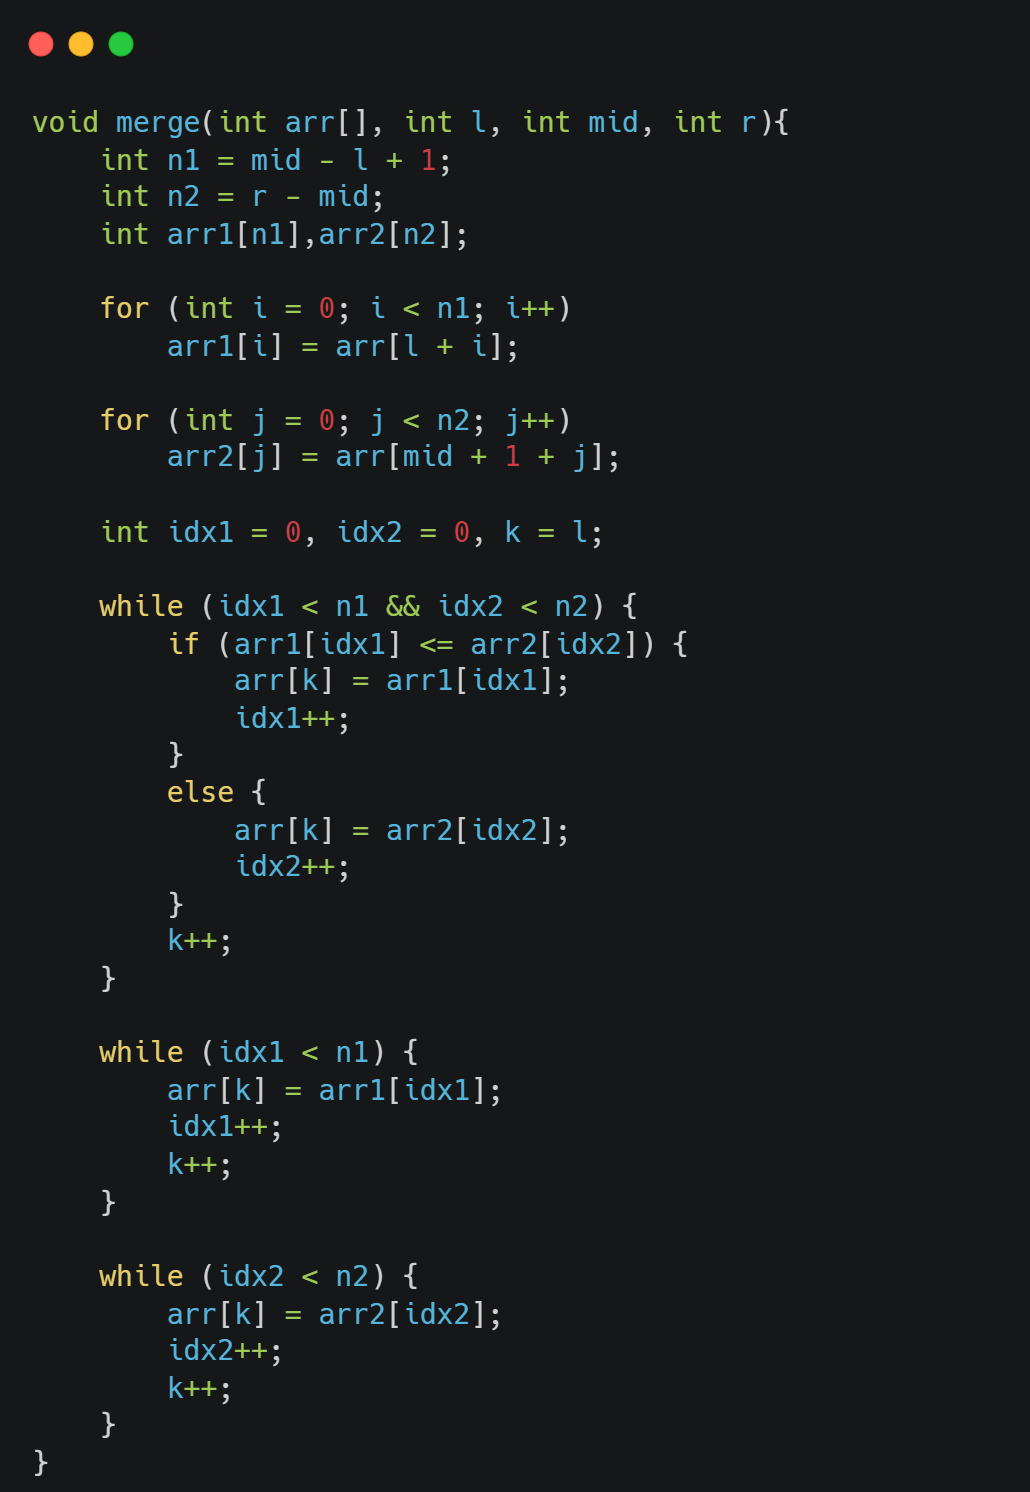 void merge(int arr[], int l, int mid, int r){
    int n1 = mid - l + 1;
    int n2 = r - mid;
    int arr1[n1],arr2[n2];

    for (int i = 0; i < n1; i++)
        arr1[i] = arr[l + i];

    for (int j = 0; j < n2; j++)
        arr2[j] = arr[mid + 1 + j];

    int idx1 = 0, idx2 = 0, k = l;

    while (idx1 < n1 && idx2 < n2) {
        if (arr1[idx1] <= arr2[idx2]) {
            arr[k] = arr1[idx1];
            idx1++;
        }
        else {
            arr[k] = arr2[idx2];
            idx2++;
        }
        k++;
    }

    while (idx1 < n1) {
        arr[k] = arr1[idx1];
        idx1++;
        k++;
    }

    while (idx2 < n2) {
        arr[k] = arr2[idx2];
        idx2++;
        k++;
    }
}